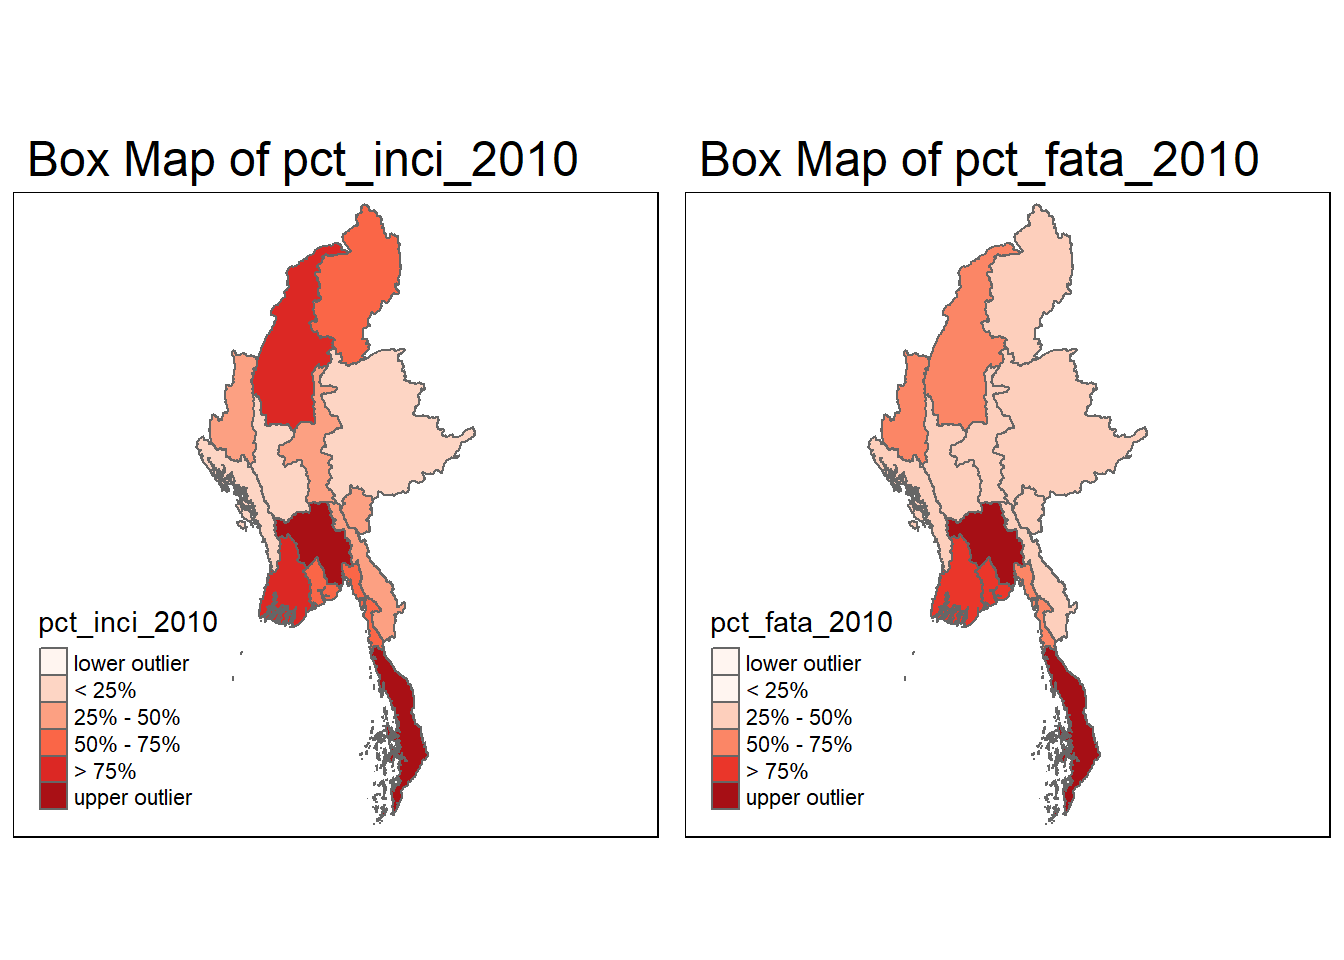 Box Map of pct_inci_2010
pct_inci_2010
lower outlier
< 25%
25% - 50%
50% - 75%
> 75%
upper outlier
Box Map of pct_fata_2010
pct_fata_2010
lower outlier
< 25%
25% - 50%
50% - 75%
> 75%
upper outlier